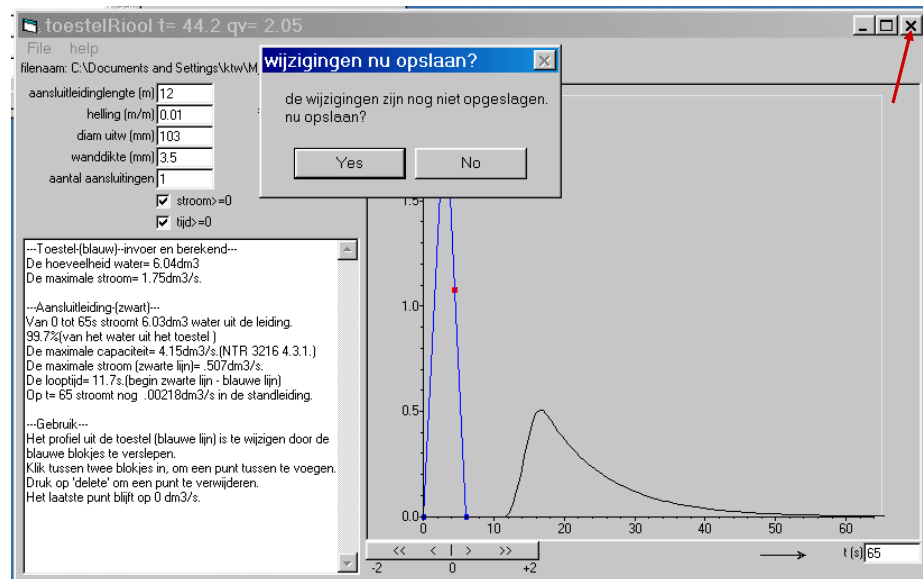 toestelRiool t= 44.2 qv= 2.05
File help
filenaam: C:\Documents and Settings\ktw\M
wijzigingen nu opslaan?
de wijzigingen zijn nog niet opgeslagen.
nu opslaan?
Yes No
aansluitleidinglengte (m) 12
helling (m/m) 0.01
diam uitw (mm) 103
wanddikte (mm) 3.5
aantal aansluitingen 1
stroom>=0
tijd>=0
---Toestel-(blauw)--invoer en berekend---
De hoeveelheid water= 6.04dm3
De maximale stroom= 1.75dm3/s.
---Aansluitleiding-(zwart)---
Van 0 tot 65s stroomt 6.03dm3 water uit de leiding.
99.7%(van het water uit het toestel )
De maximale capaciteit= 4.15dm3/s.(NTR 3216 4.3.1.)
De maximale stroom (zwarte lijn)= .507dm3/s.
De looptijd= 11.7s.(begin zwarte lijn - blauwe lijn)
Op t= 65 stroomt nog .00218dm3/s in de standleiding.
---Gebruik---
Het profiel uit de toestel (blauwe lijn) is te wijzigen door de
blauwe blokjes te verslepen.
Klik tussen twee blokjes in, om een punt tussen te voegen.
Druk op 'delete' om een punt te verwijderen.
Het laatste punt blijft op 0 dm3/s.
1.5
1.0
0.5
0.0
0 10 20 30 40 50 60
<< < | > >>
-2 0 +2
t (s) 65